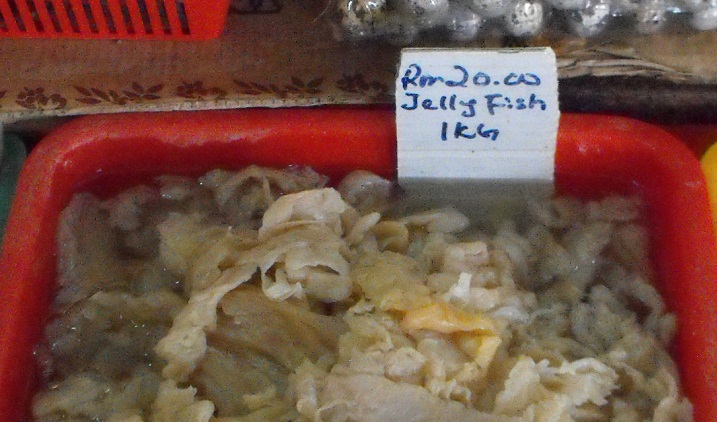 Rm20.00
Jelly Fish
1KG